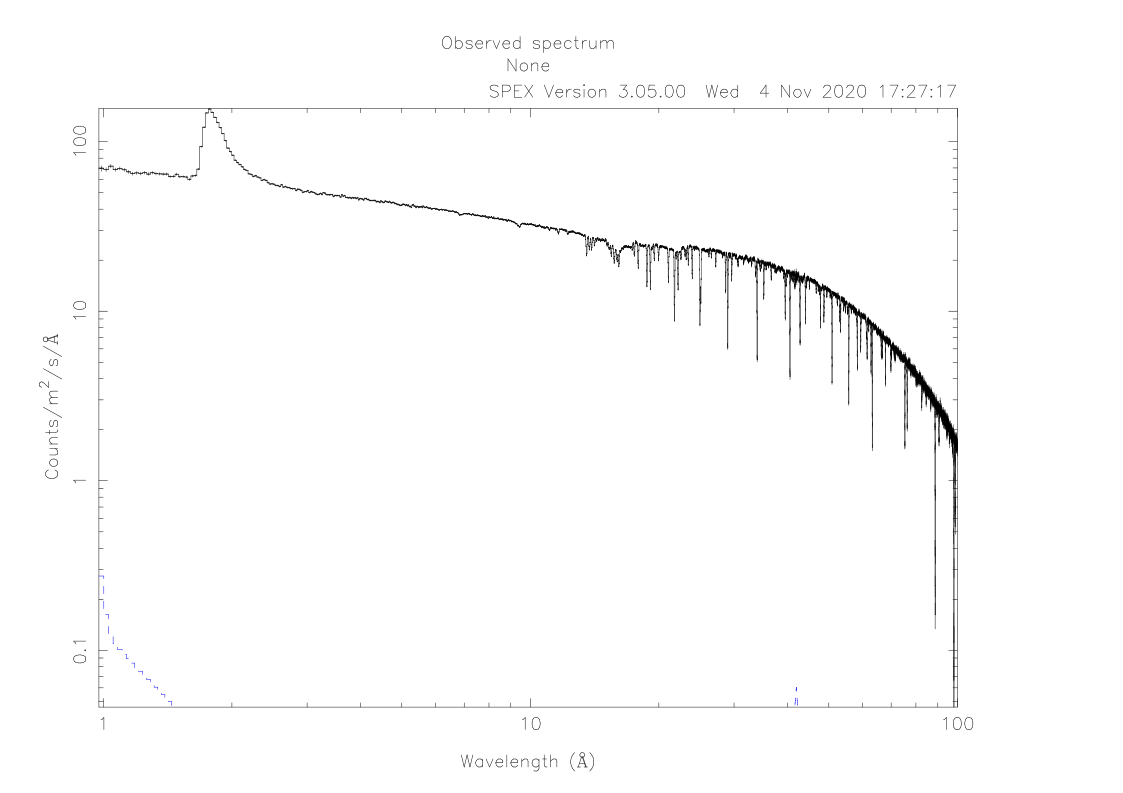 Observed spectrum
None
SPEX Version 3.05.00 Wed 4 Nov 2020 17:27:17
100
10
1
0.1
Counts/m²/s/Å
1
10
100
Wavelength (Å)